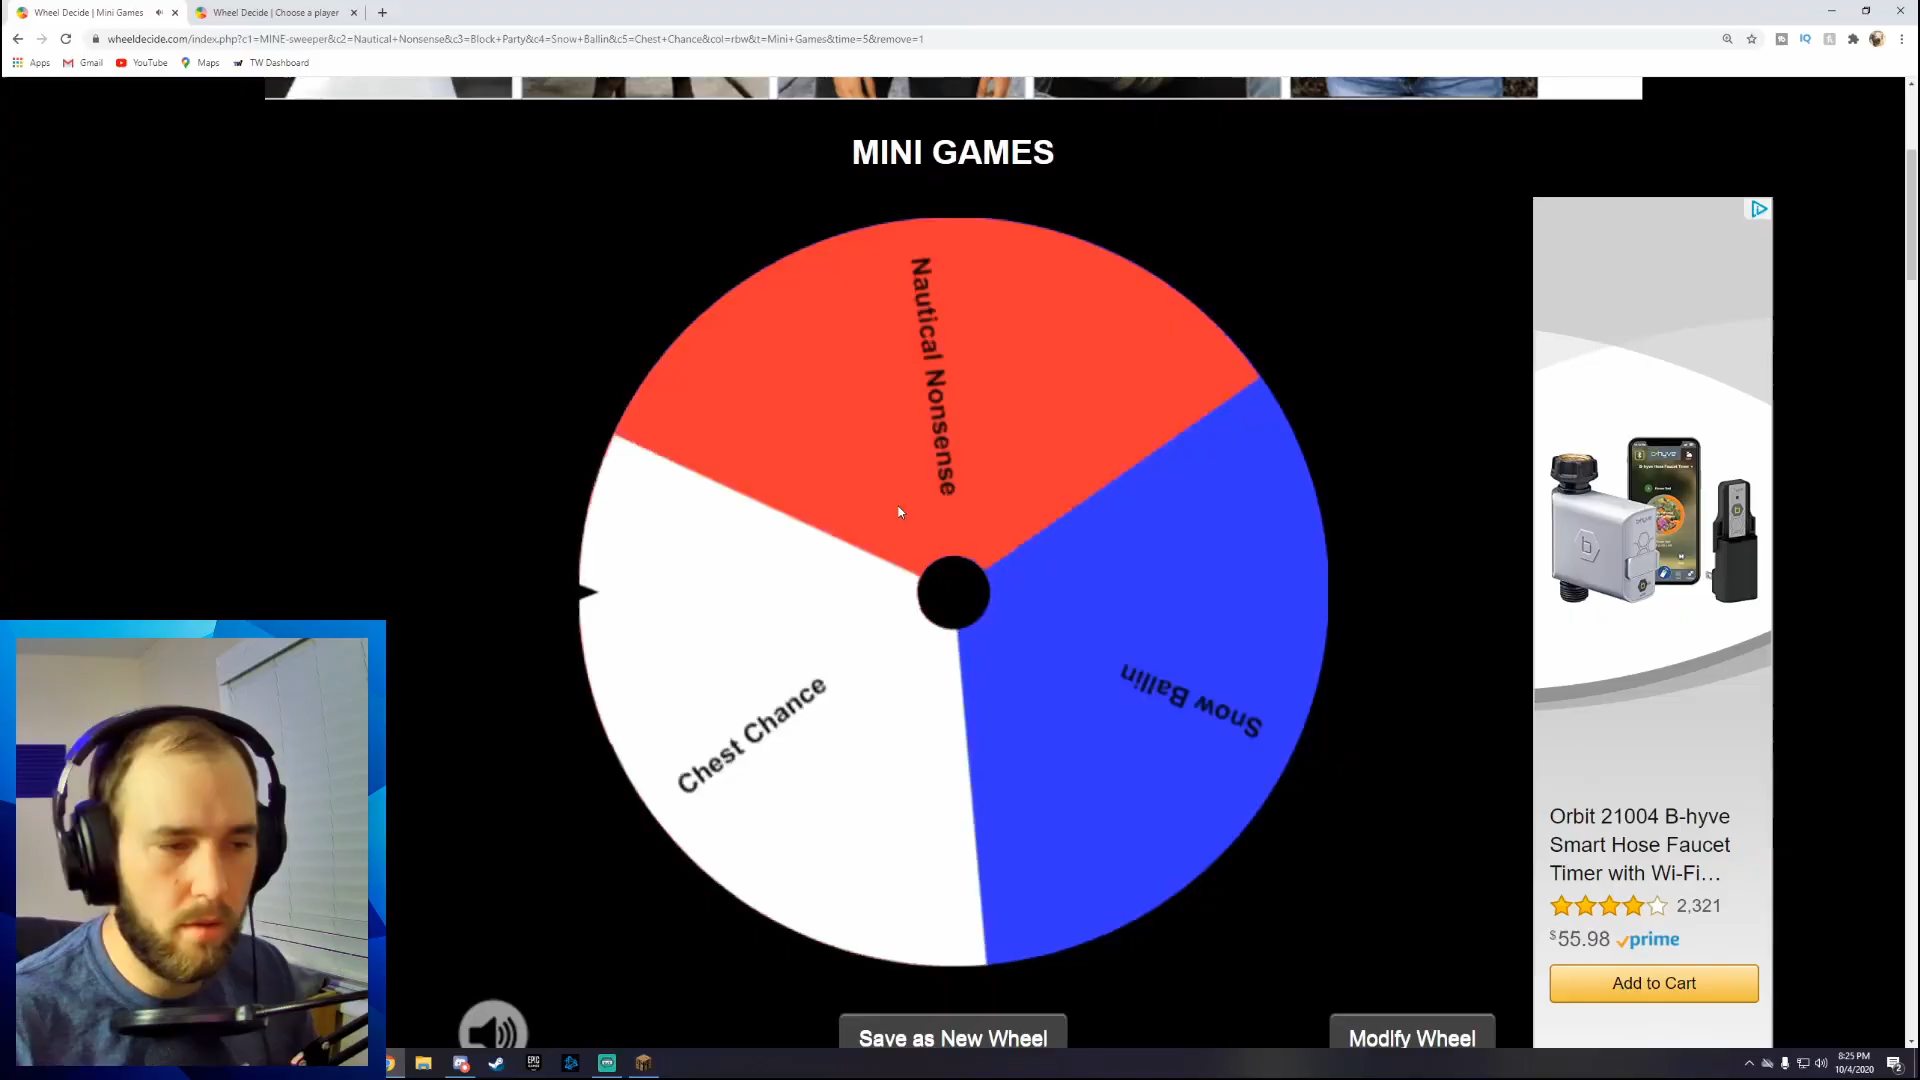 Wheel Decide | Mini Games
Wheel Decide | Choose a player
wheeldecide.com/index.php?c1=MINE-sweeper&c2=Nautical+Nonsense&c3=Block+Party&c4=Snow+Ballin&c5=Chest+Chance&col=rbw&t=Mini+Games&time=5&remove=1
IQ
Apps
Gmail
YouTube
Maps
TW Dashboard
MINI GAMES
Nautical Nonsense
Snow Ballin
Chest Chance
b-hyve
b
Orbit 21004 B-hyve
Smart Hose Faucet
Timer with Wi-Fi…
2,321
$55.98 prime
Add to Cart
Save as New Wheel
Modify Wheel
EPIC
8:25 PM
10/4/2020
2